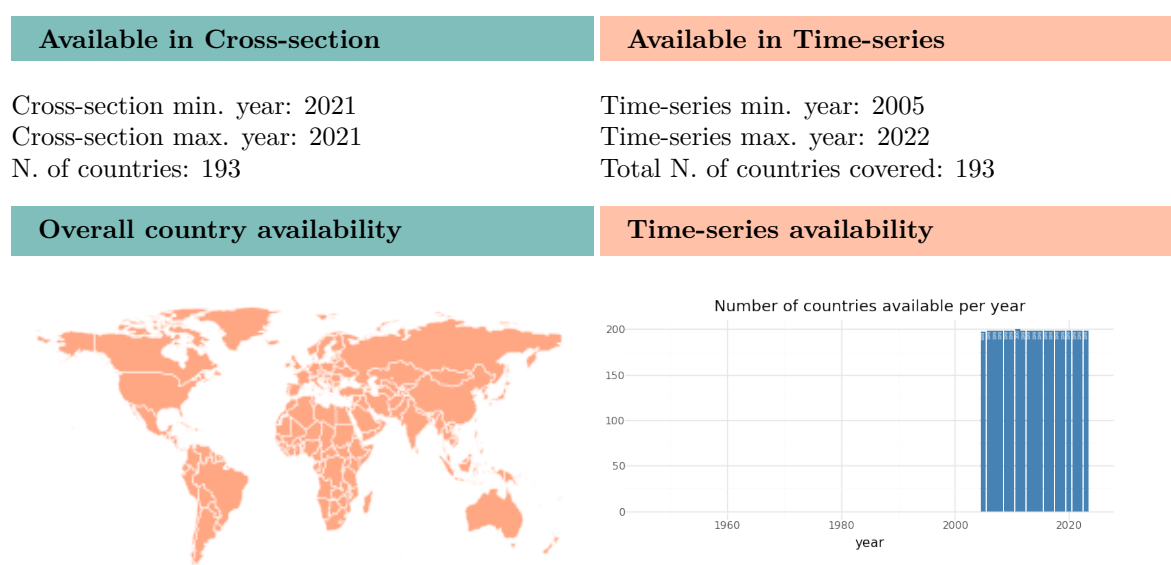 Available in Cross-section
Available in Time-series
Cross-section min. year: 2021
Cross-section max. year: 2021
N. of countries: 193
Time-series min. year: 2005
Time-series max. year: 2022
Total N. of countries covered: 193
Overall country availability
Time-series availability
Number of countries available per year
200
150
100
50
0
1960
1980
2000
2020
year